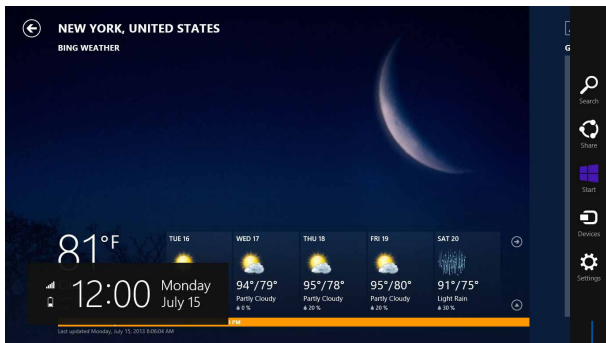 NEW YORK, UNITED STATES
BING WEATHER
G
Search
Share
Start
Devices
Settings
81°F
TUE 16
WED 17
94°/79°
Partly Cloudy
0 %
THU 18
95°/78°
Partly Cloudy
20 %
FRI 19
95°/80°
Partly Cloudy
20 %
SAT 20
91°/75°
Light Rain
30 %
12:00
Monday
July 15
PM
Last updated Monday, July 15, 2013 8:06:04 AM